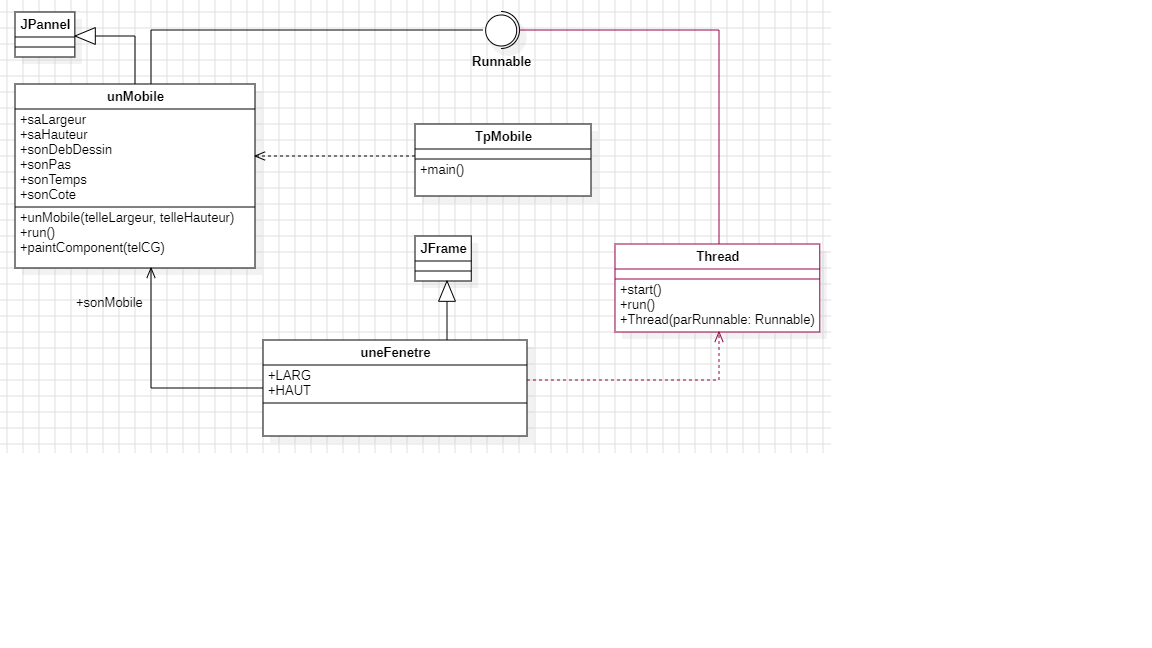 JPannel
Runnable
unMobile
+saLargeur
+saHauteur
+sonDebDessin
+sonPas
+sonTemps
+sonCote
+unMobile(telleLargeur, telleHauteur)
+run()
+paintComponent(telCG)
TpMobile
+main()
JFrame
Thread
+start()
+run()
+Thread(parRunnable: Runnable)
+sonMobile
uneFenetre
+LARG
+HAUT